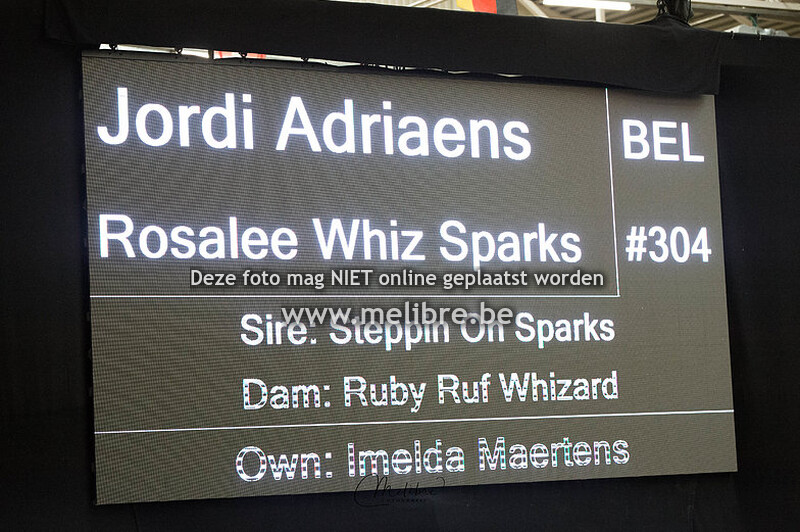 Jordi Adriaens BEL
Rosalee Whiz Sparks #304
Deze foto mag NIET online geplaatst worden
www.melibre.be
Sire: Steppin On Sparks
Dam: Ruby Ruf Whizard
Own: Imelda Maertens
Melibre